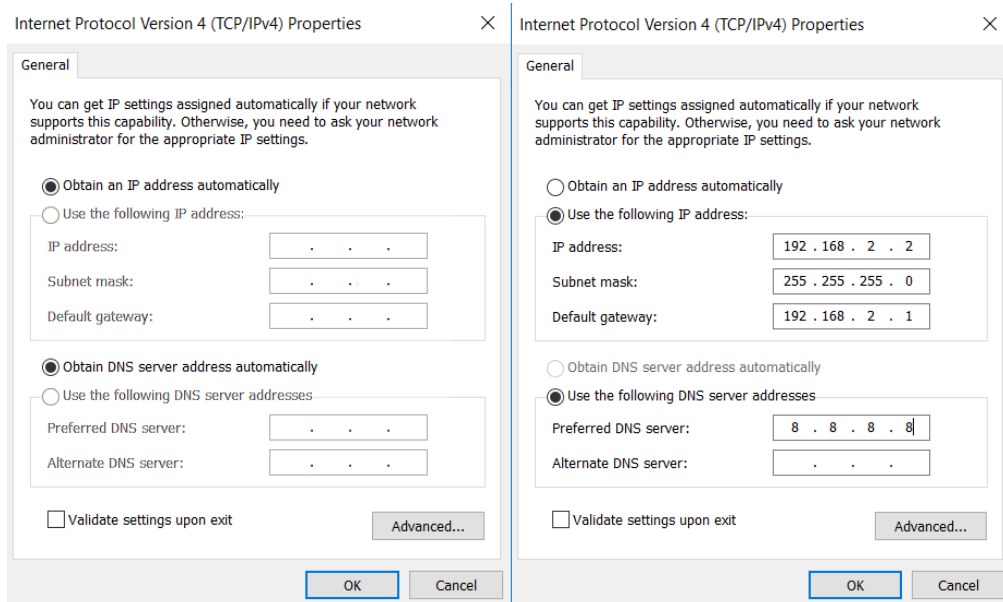 Internet Protocol Version 4 (TCP/IPv4) Properties
General
You can get IP settings assigned automatically if your network
supports this capability. Otherwise, you need to ask your network
administrator for the appropriate IP settings.
Obtain an IP address automatically
Use the following IP address:
IP address: . . .
Subnet mask: . . .
Default gateway: . . .
Obtain DNS server address automatically
Use the following DNS server addresses
Preferred DNS server: . . .
Alternate DNS server: . . .
Validate settings upon exit
Advanced...
OK Cancel
Internet Protocol Version 4 (TCP/IPv4) Properties
General
You can get IP settings assigned automatically if your network
supports this capability. Otherwise, you need to ask your network
administrator for the appropriate IP settings.
Obtain an IP address automatically
Use the following IP address:
IP address: 192 . 168 . 2 . 2
Subnet mask: 255 . 255 . 255 . 0
Default gateway: 192 . 168 . 2 . 1
Obtain DNS server address automatically
Use the following DNS server addresses
Preferred DNS server: 8 . 8 . 8 . 8
Alternate DNS server: . . .
Validate settings upon exit
Advanced...
OK Cancel